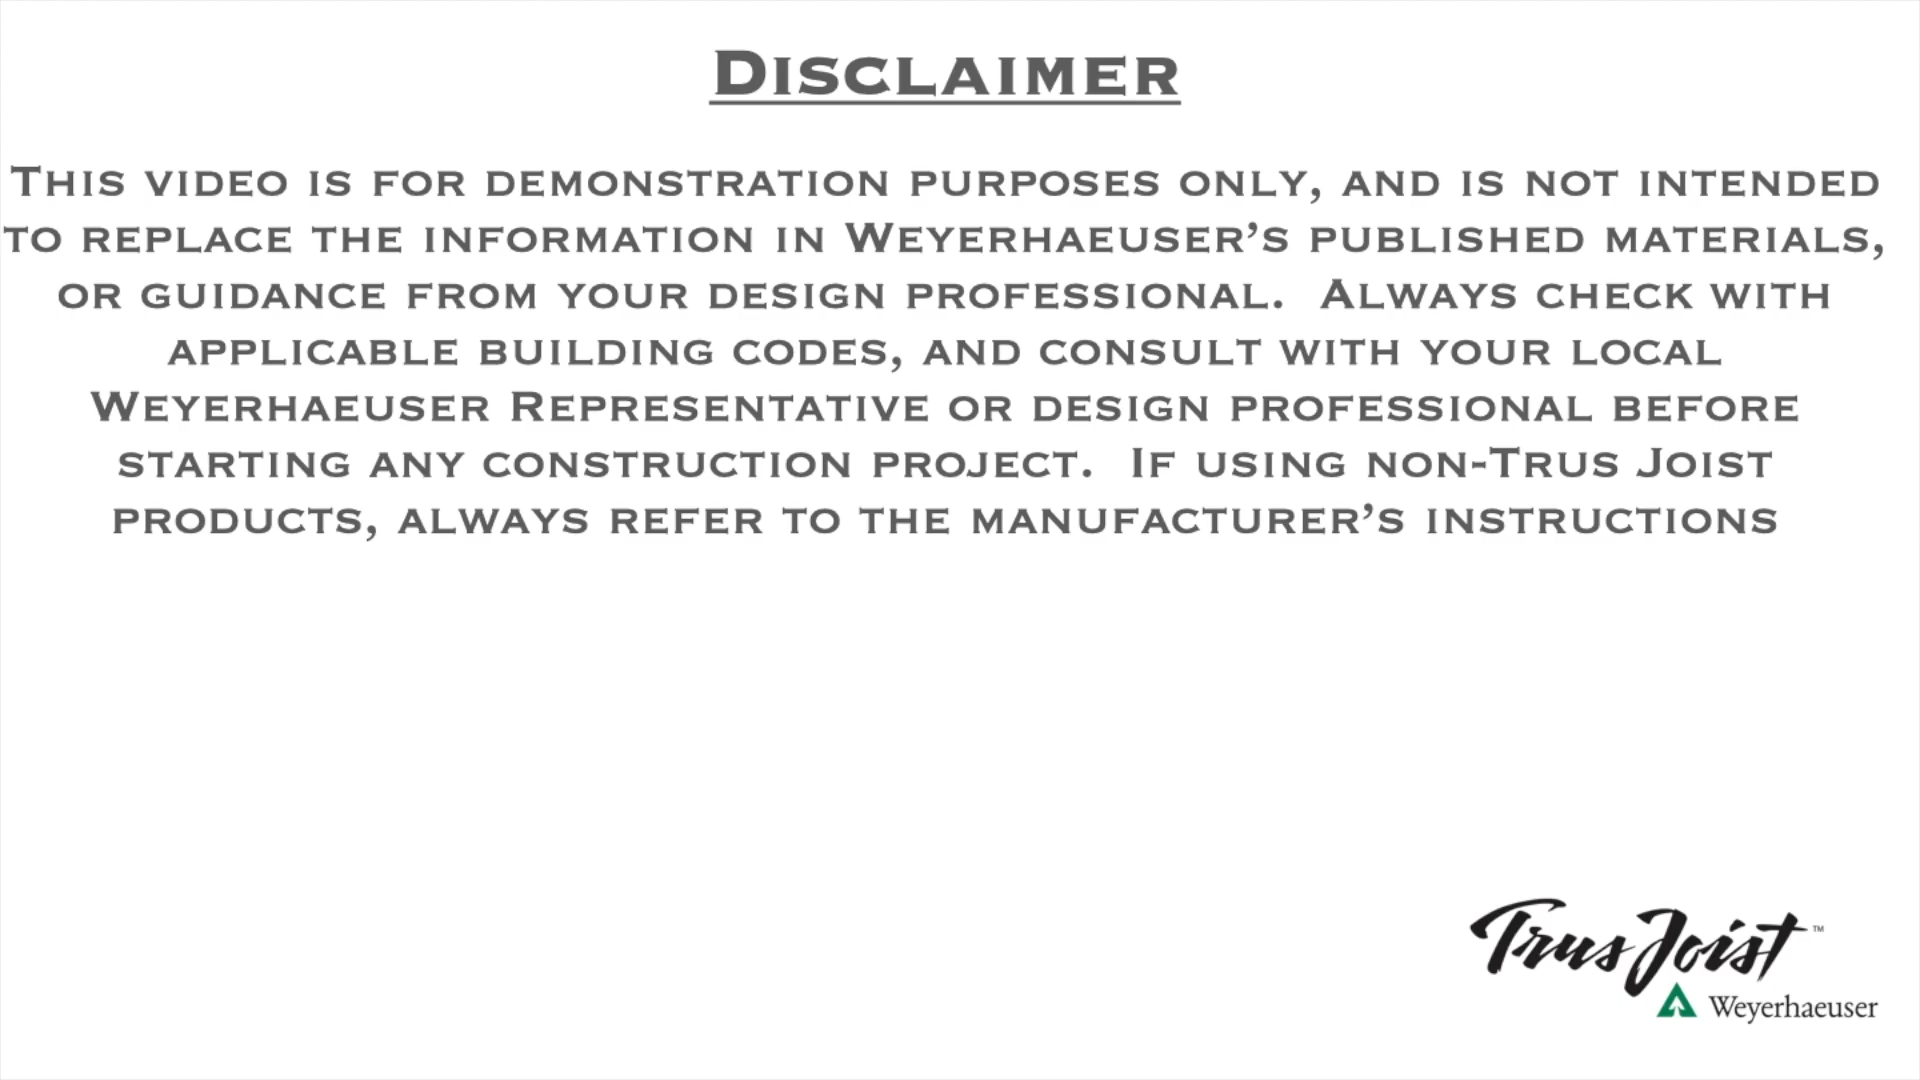 Disclaimer
This video is for demonstration purposes only, and is not intended
to replace the information in Weyerhaeuser’s published materials,
or guidance from your design professional.  Always check with
applicable building codes, and consult with your local
Weyerhaeuser Representative or design professional before
starting any construction project.  If using non-Trus Joist
products, always refer to the manufacturer’s instructions
Trus Joist™
Weyerhaeuser